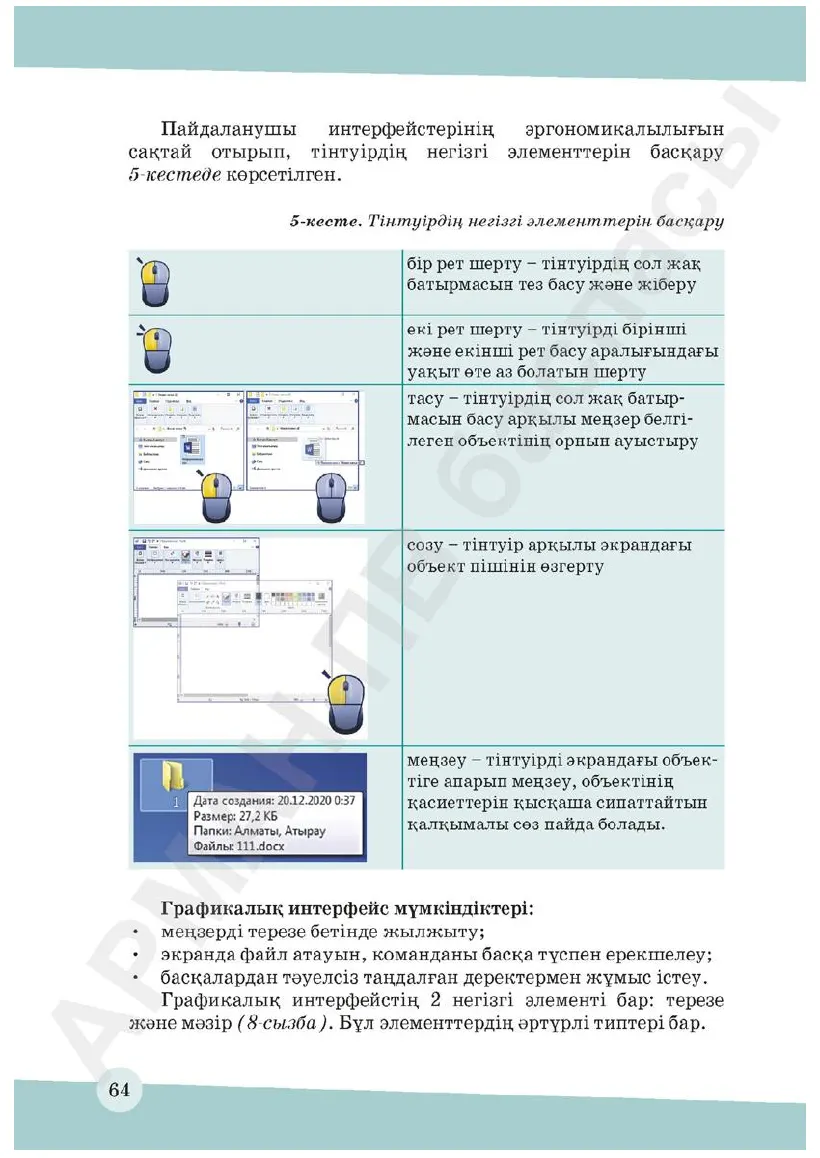 Пайдаланушы интерфейстерінің эргономикалылығын
сақтай отырып, тінтуірдің негізгі элементтерін басқару
5-кестеде көрсетілген.
5-кесте. Тінтуірдің негізгі элементтерін басқару
бір рет шерту – тінтуірдің сол жақ
батырмасын тез басу және жіберу
екі рет шерту – тінтуірді бірінші
және екінші рет басу аралығындағы
уақыт өте аз болатын шерту
тасу – тінтуірдің сол жақ батыр-
масын басу арқылы меңзер белгі-
леген объектінің орнын ауыстыру
созу – тінтуір арқылы экрандағы
объект пішінін өзгерту
1
Дата создания: 20.12.2020 0:37
Размер: 27,2 КБ
Папки: Алматы, Атырау
Файлы: 111.docx
меңзеу – тінтуірді экрандағы объек-
тіге апарып меңзеу, объектінің
қасиеттерін қысқаша сипаттайтын
қалқымалы сөз пайда болады.
Графикалық интерфейс мүмкіндіктері:
• меңзерді терезе бетінде жылжыту;
• экранда файл атауын, команданы басқа түспен ерекшелеу;
• басқалардан тәуелсіз таңдалған деректермен жұмыс істеу.
Графикалық интерфейстің 2 негізгі элементі бар: терезе
және мәзір (8-сызба). Бұл элементтердің әртүрлі типтері бар.
64
АРМАН-ПВ баспасы